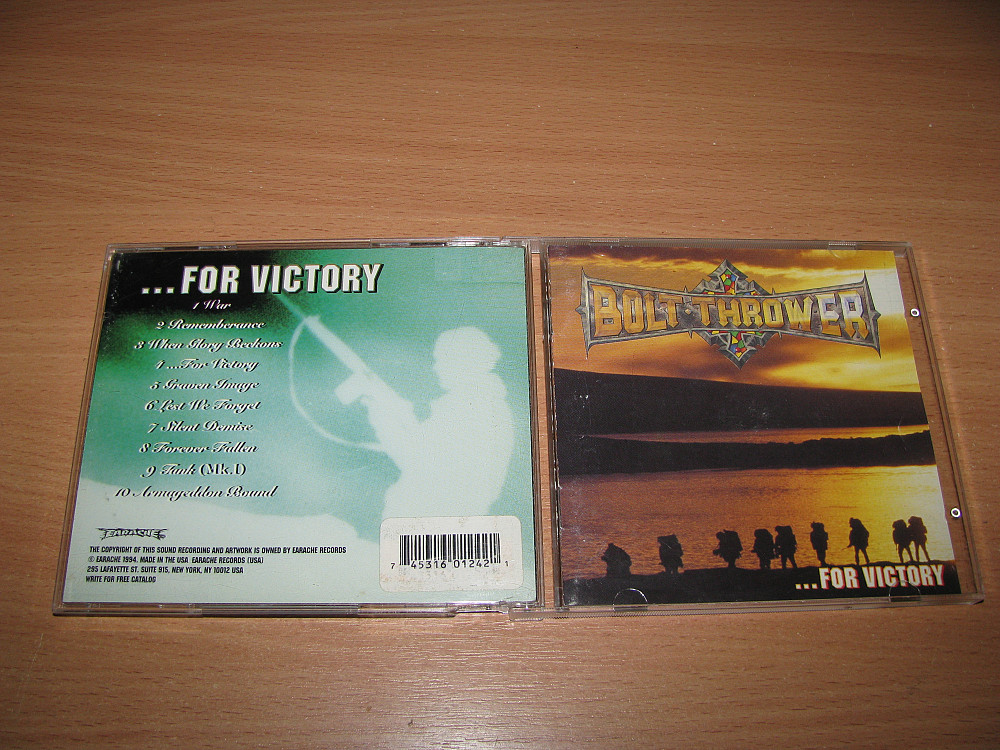 ...FOR VICTORY
1 War
2 Rememberance
3 When Glory Beckons
4 ...For Victory
5 Graven Image
6 Lest We Forget
7 Silent Demise
8 Forever Fallen
9 Tank (Mk.I)
10 Armageddon Bound
EARACHE
THE COPYRIGHT OF THIS SOUND RECORDING AND ARTWORK IS OWNED BY EARACHE RECORDS
© EARACHE 1994. MADE IN THE USA EARACHE RECORDS (USA)
295 LAFAYETTE ST. SUITE 915, NEW YORK, NY 10012 USA
WRITE FOR FREE CATALOG
7 45316 01242 1
BOLT THROWER
...FOR VICTORY